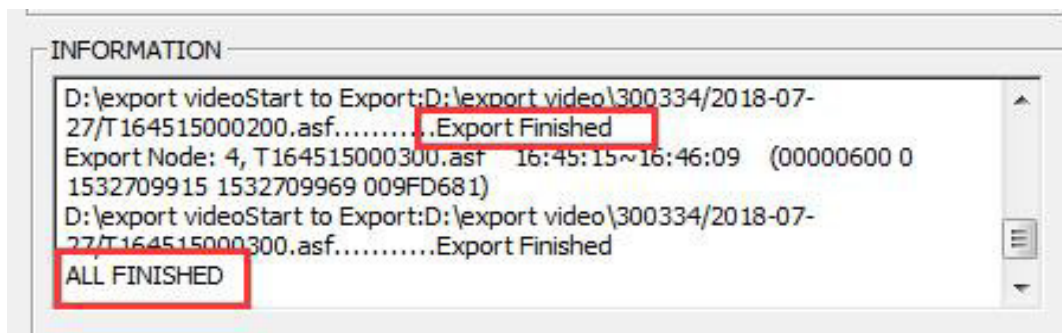 INFORMATION
D:\export videoStart to Export:D:\export video\300334/2018-07-
27/T164515000200.asf...........Export Finished
Export Node: 4, T164515000300.asf    16:45:15~16:46:09    (00000600 0
1532709915 1532709969 009FD681)
D:\export videoStart to Export:D:\export video\300334/2018-07-
27/T164515000300.asf...........Export Finished
ALL FINISHED